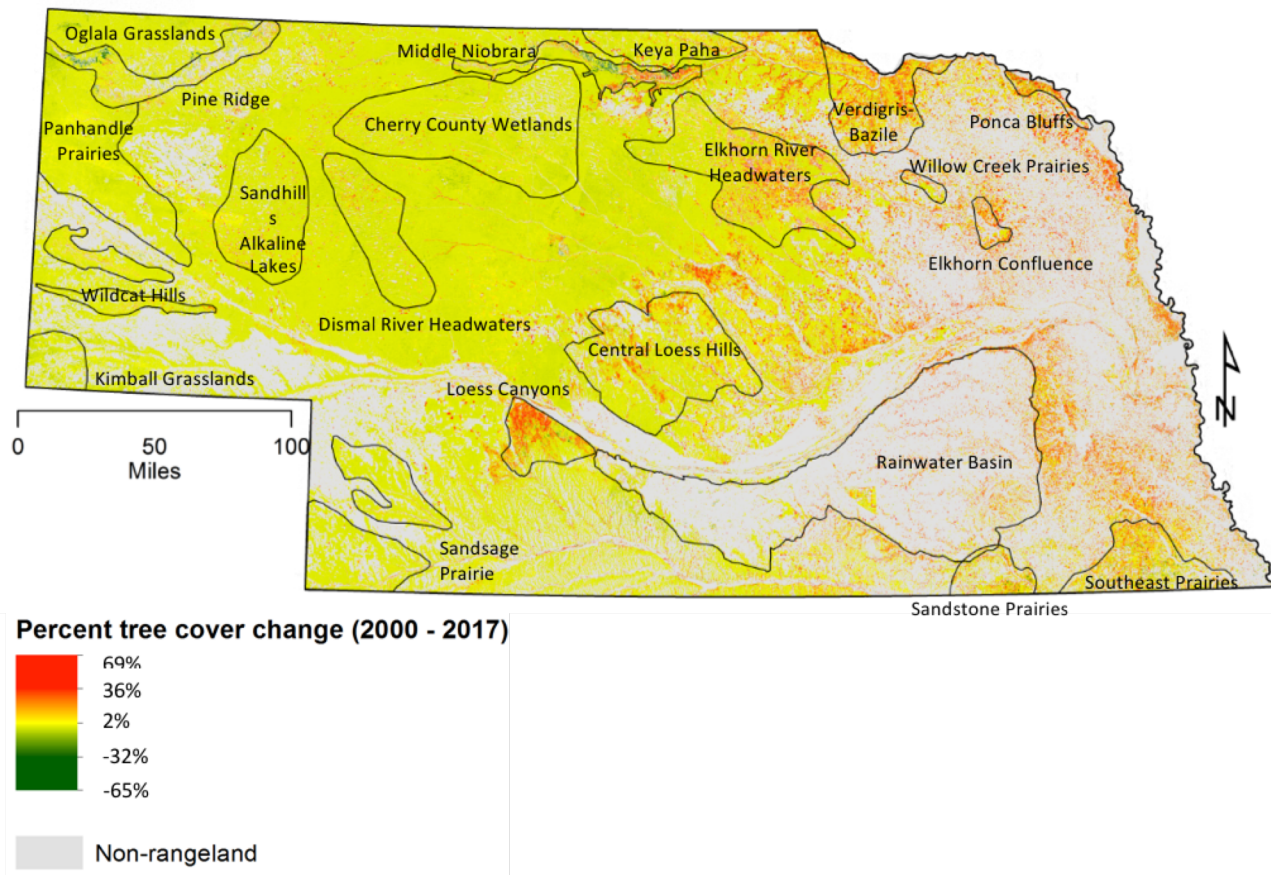 Oglala Grasslands
Middle Niobrara
Keya Paha
Pine Ridge
Panhandle
Prairies
Cherry County Wetlands
Verdigris-
Bazile
Ponca Bluffs
Elkhorn River
Headwaters
Willow Creek Prairies
Sandhill
s
Alkaline
Lakes
Elkhorn Confluence
Wildcat Hills
Dismal River Headwaters
Central Loess Hills
Kimball Grasslands
Loess Canyons
N
0 50 100
Miles
Rainwater Basin
Sandsage
Prairie
Southeast Prairies
Sandstone Prairies
Percent tree cover change (2000 - 2017)
69%
36%
2%
-32%
-65%
Non-rangeland